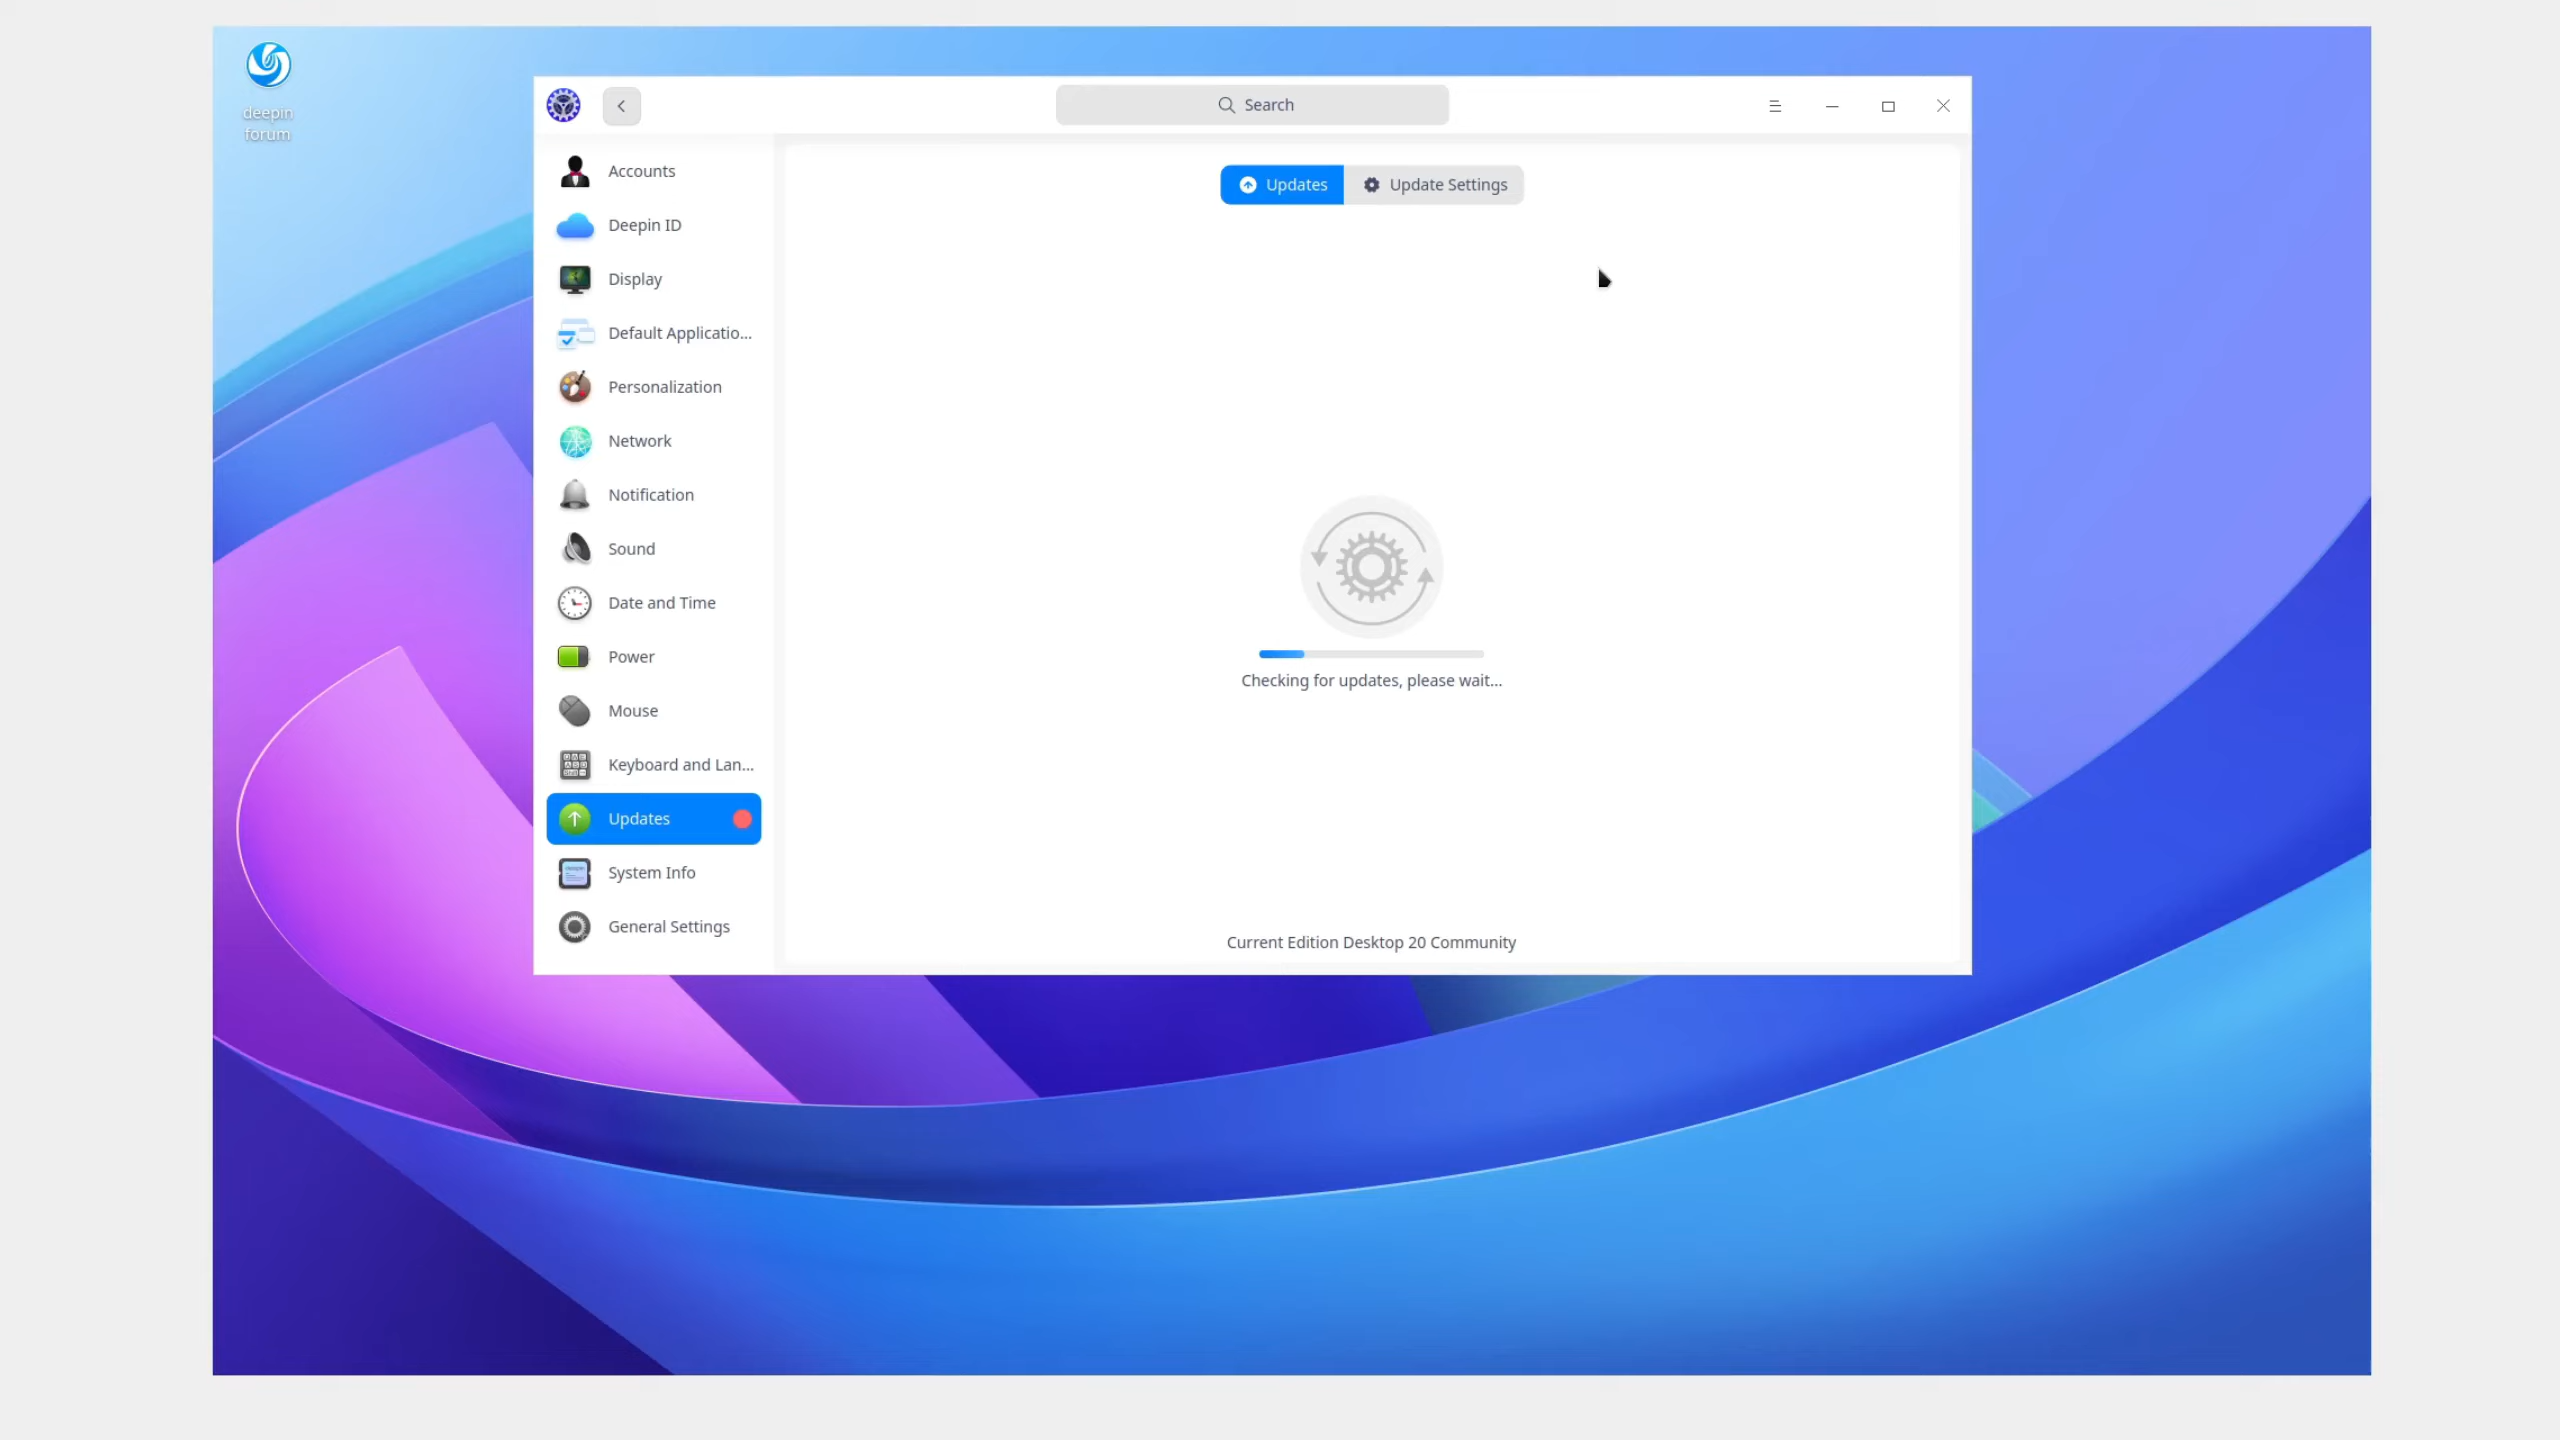 deepin
forum
Search
Accounts
Deepin ID
Display
Default Applicatio...
Personalization
Network
Notification
Sound
Date and Time
Power
Mouse
Keyboard and Lan...
Updates
System Info
General Settings
Updates
Update Settings
Checking for updates, please wait...
Current Edition Desktop 20 Community